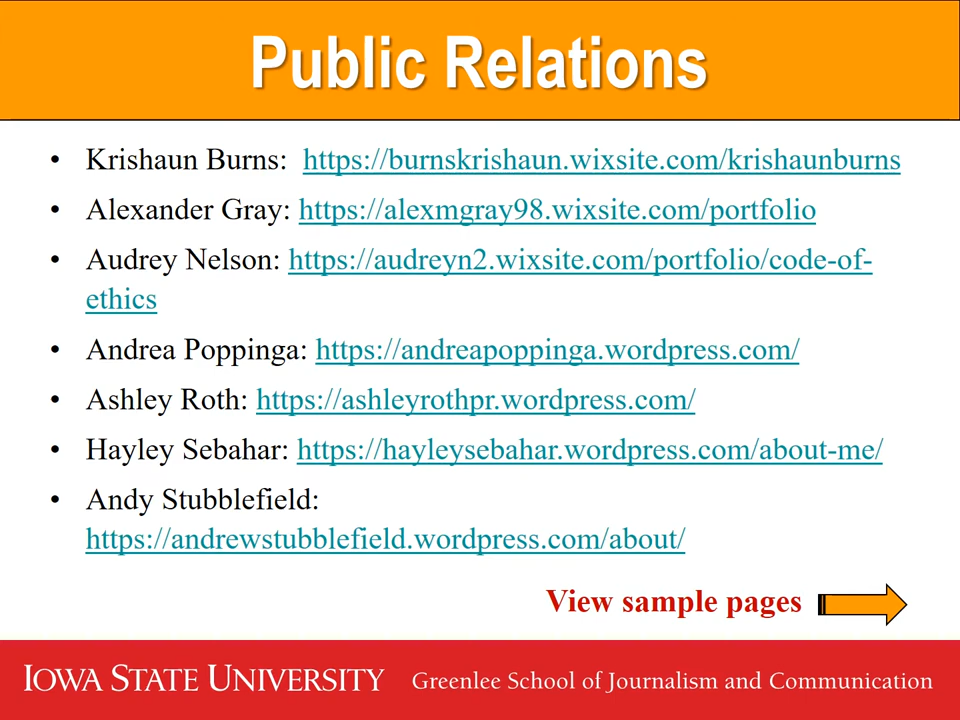 Public Relations
• Krishaun Burns: https://burnskrishaun.wixsite.com/krishaunburns
• Alexander Gray: https://alexmgray98.wixsite.com/portfolio
• Audrey Nelson: https://audreyn2.wixsite.com/portfolio/code-of-
ethics
• Andrea Poppinga: https://andreapoppinga.wordpress.com/
• Ashley Roth: https://ashleyrothpr.wordpress.com/
• Hayley Sebahar: https://hayleysebahar.wordpress.com/about-me/
• Andy Stubblefield:
https://andrewstubblefield.wordpress.com/about/
View sample pages
IOWA STATE UNIVERSITY Greenlee School of Journalism and Communication